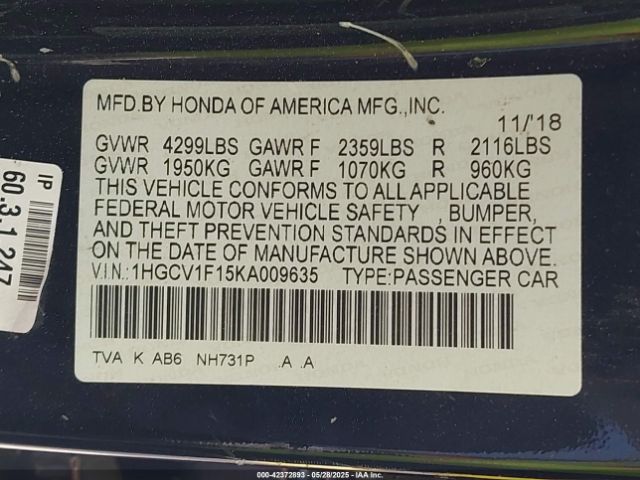 MFD.BY HONDA OF AMERICA MFG.,INC.
11/'18
GVWR 4299LBS GAWR F 2359LBS R 2116LBS
GVWR 1950KG GAWR F 1070KG R 960KG
THIS VEHICLE CONFORMS TO ALL APPLICABLE
FEDERAL MOTOR VEHICLE SAFETY , BUMPER,
AND THEFT PREVENTION STANDARDS IN EFFECT
ON THE DATE OF MANUFACTURE SHOWN ABOVE.
V.I.N:1HGCV1F15KA009635 TYPE:PASSENGER CAR
TVA K AB6 NH731P .A .A
IP
60.3.1.247
000-42372893 - 05/28/2025 - COPYRIGHT IAA, LLC